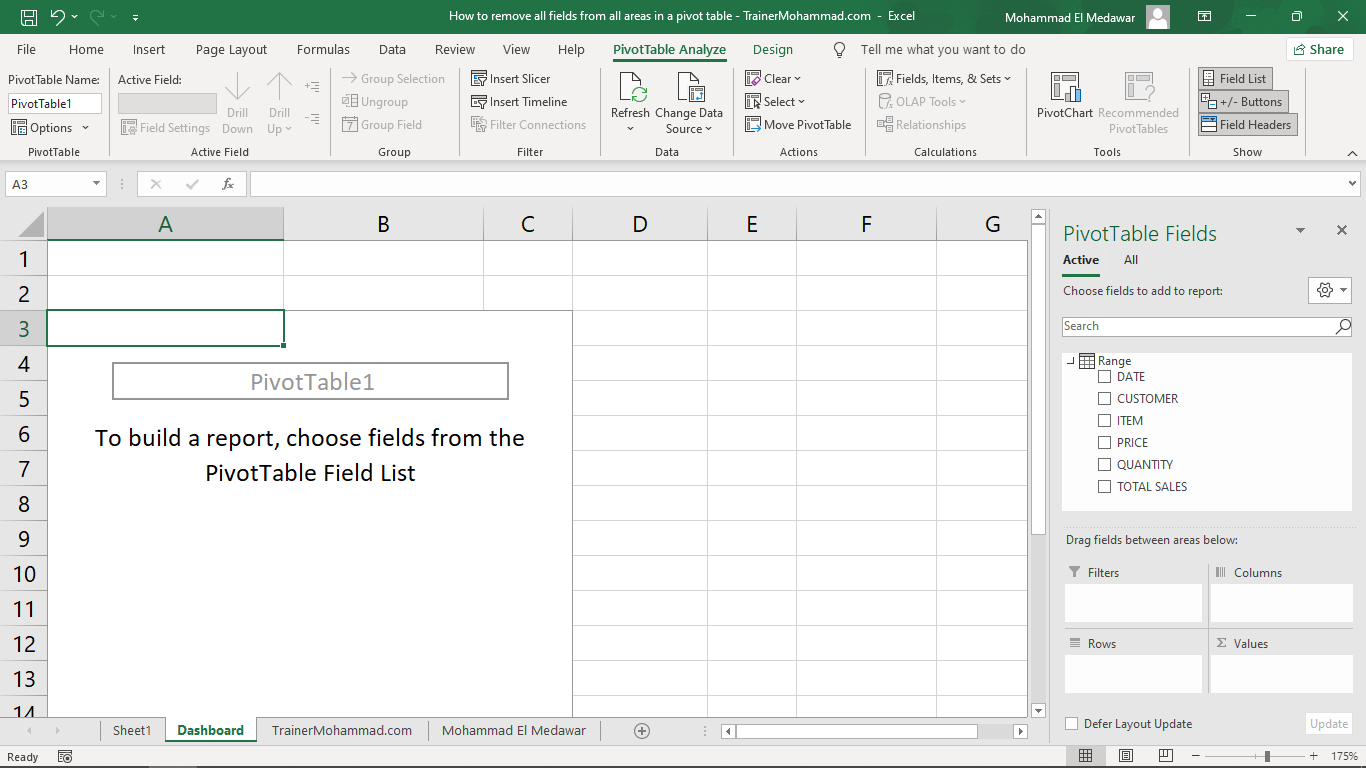 How to remove all fields from all areas in a pivot table - TrainerMohammad.com - Excel
Mohammad El Medawar
File Home Insert Page Layout Formulas Data Review View Help PivotTable Analyze Design Tell me what you want to do Share
PivotTable Name:
PivotTable1
Options
PivotTable
Active Field:
Field Settings
Drill Down
Drill Up
Active Field
Group Selection
Ungroup
Group Field
Group
Insert Slicer
Insert Timeline
Filter Connections
Filter
Refresh
Change Data Source
Data
Clear
Select
Move PivotTable
Actions
Fields, Items, & Sets
OLAP Tools
Relationships
Calculations
PivotChart
Recommended PivotTables
Tools
Field List
+/- Buttons
Field Headers
Show
A3
fx
A B C D E F G
1
2
3
4
5
6
7
8
9
10
11
12
13
14
PivotTable1
To build a report, choose fields from the
PivotTable Field List
PivotTable Fields
Active All
Choose fields to add to report:
Search
Range
DATE
CUSTOMER
ITEM
PRICE
QUANTITY
TOTAL SALES
Drag fields between areas below:
Filters
Columns
Rows
Σ Values
Defer Layout Update
Update
Sheet1 Dashboard TrainerMohammad.com Mohammad El Medawar
Ready
175%